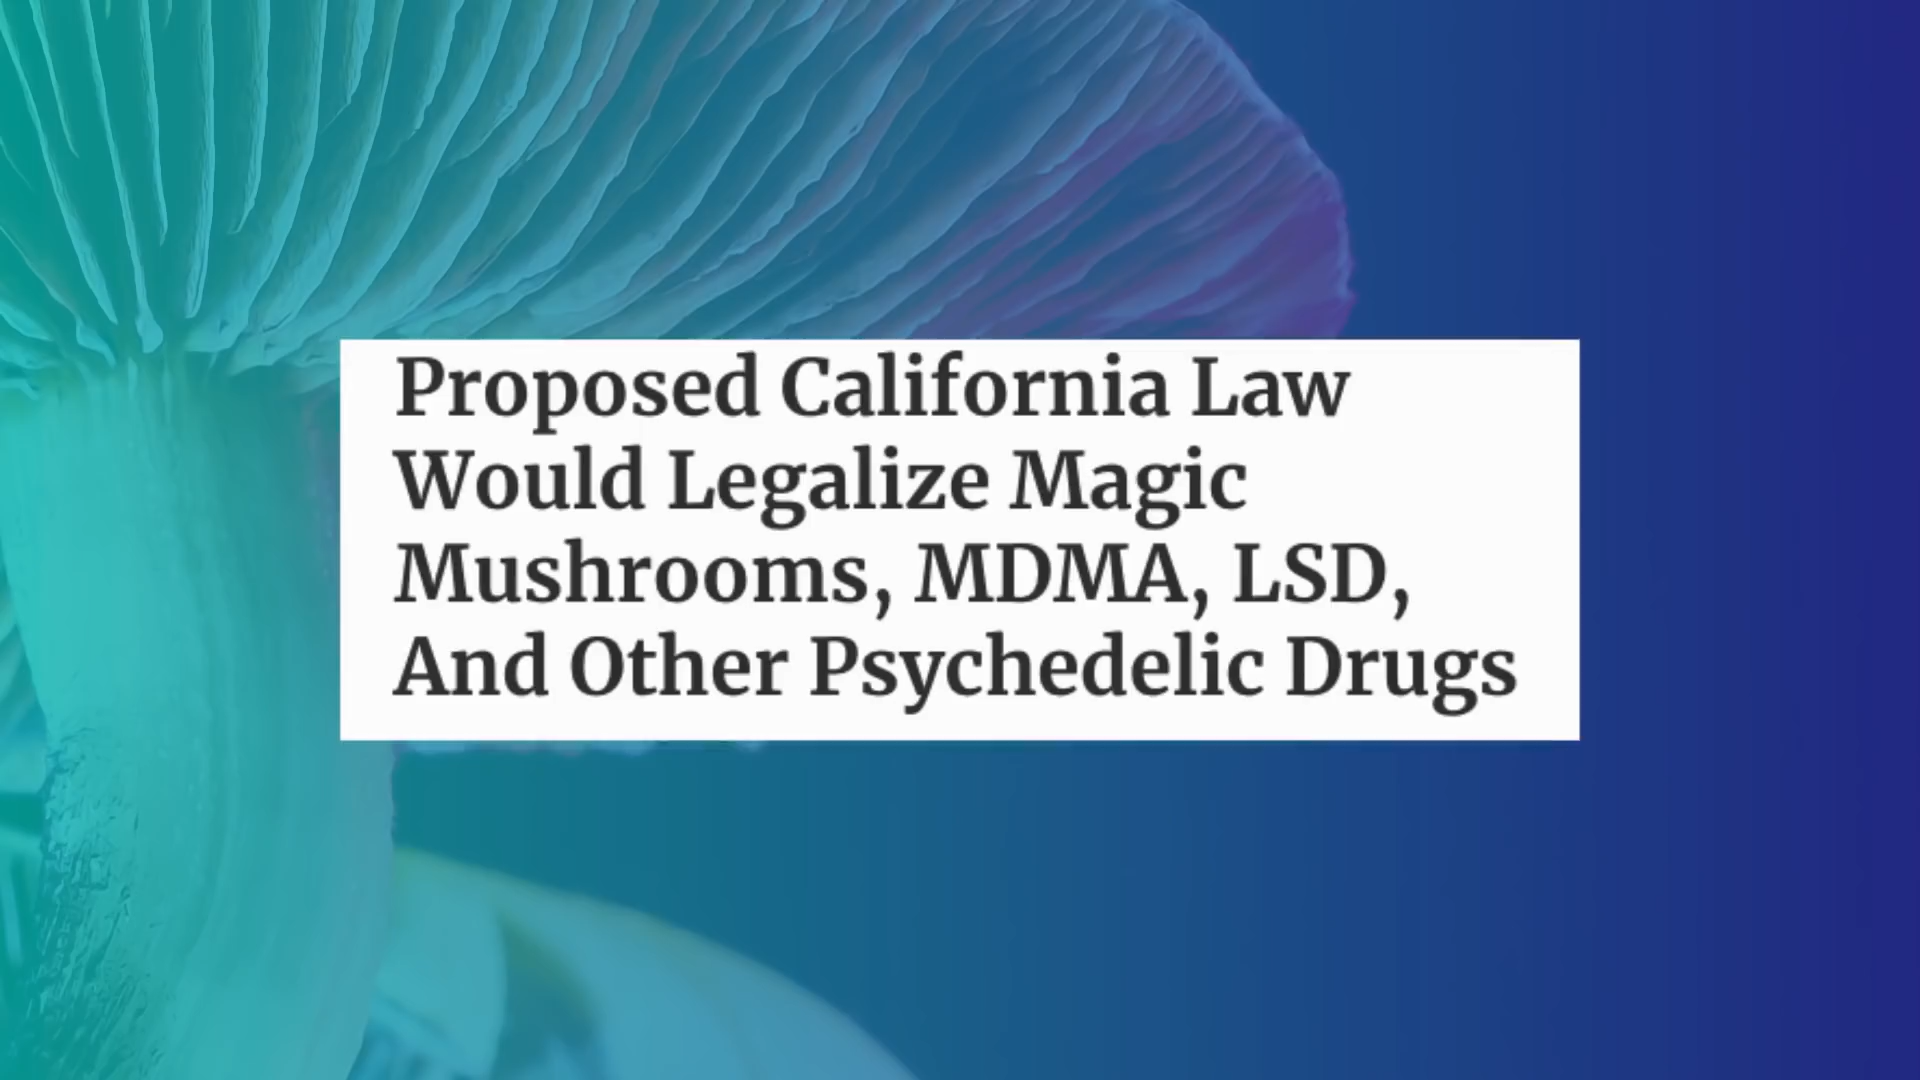 Proposed California Law
Would Legalize Magic
Mushrooms, MDMA, LSD,
And Other Psychedelic Drugs